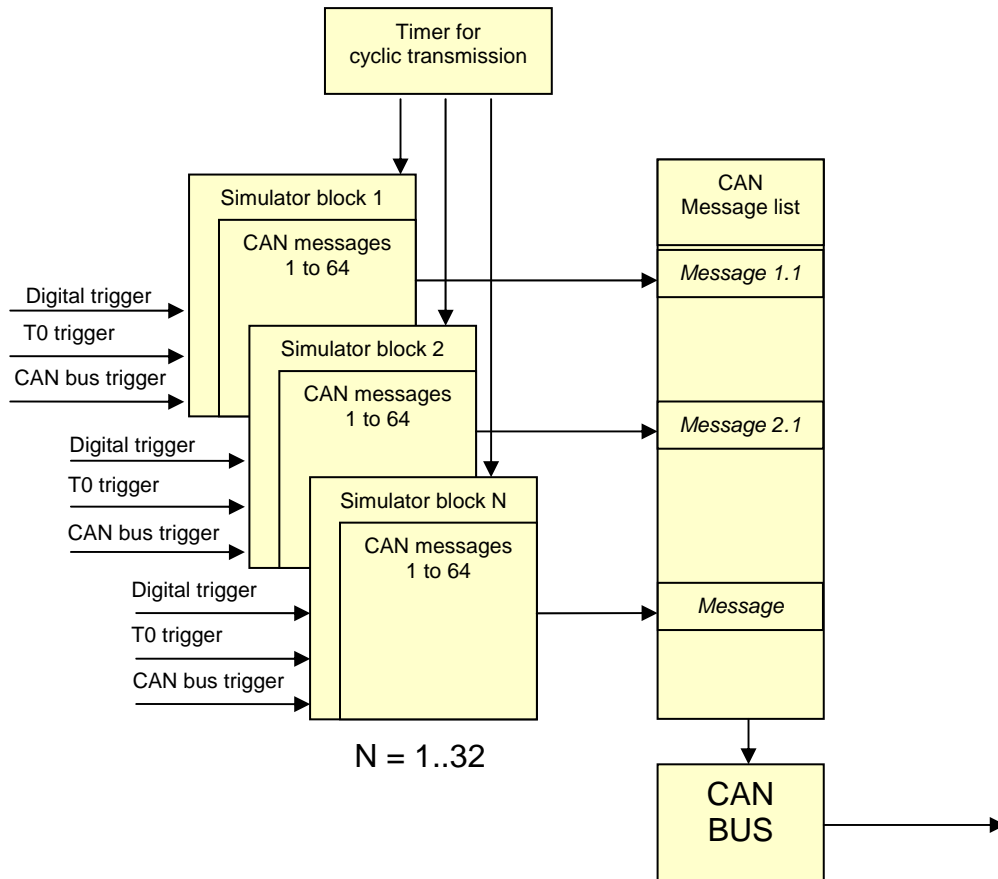 Timer for
cyclic transmission
Simulator block 1
CAN messages
1 to 64
Digital trigger
T0 trigger
CAN bus trigger
Simulator block 2
CAN messages
1 to 64
Digital trigger
T0 trigger
CAN bus trigger
Simulator block N
CAN messages
1 to 64
Digital trigger
T0 trigger
CAN bus trigger
N = 1..32
CAN
Message list
Message 1.1
Message 2.1
Message
CAN
BUS